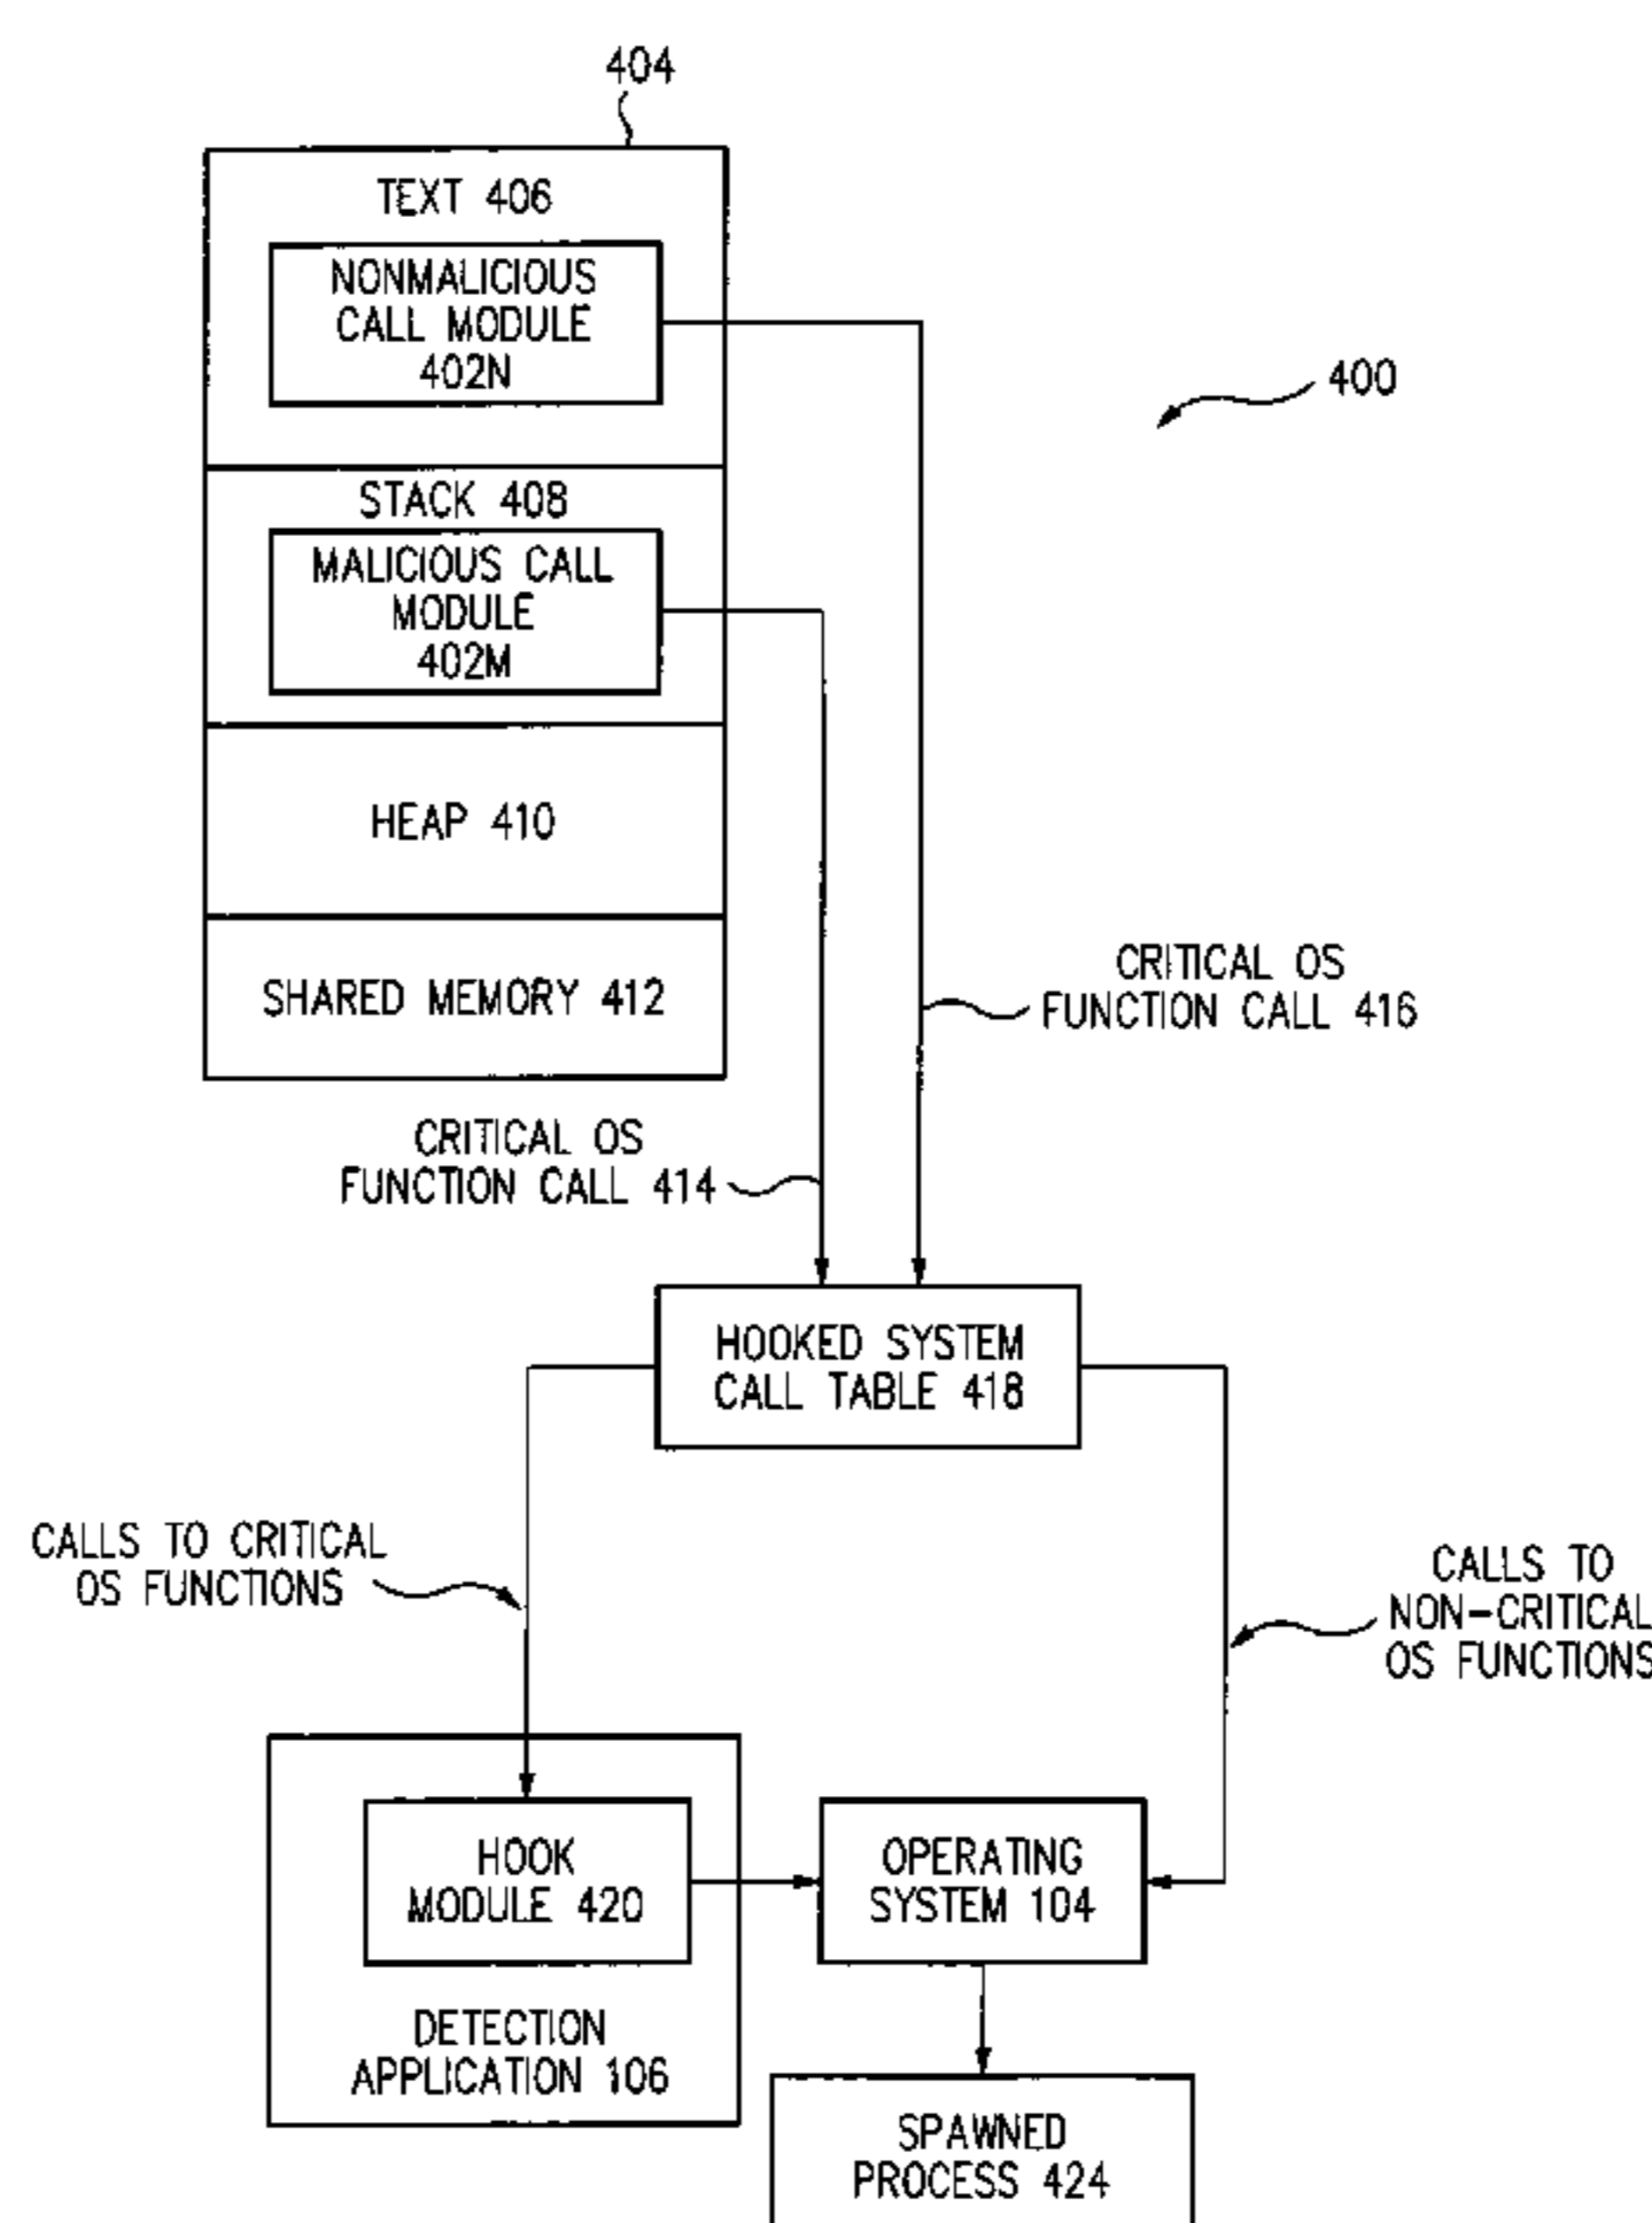 404
TEXT 406
NONMALICIOUS
CALL MODULE
402N
400
STACK 408
MALICIOUS CALL
MODULE
402M
HEAP 410
SHARED MEMORY 412
CRITICAL OS
FUNCTION CALL 416
CRITICAL OS
FUNCTION CALL 414
HOOKED SYSTEM
CALL TABLE 418
CALLS TO CRITICAL
OS FUNCTIONS
CALLS TO
NON-CRITICAL
OS FUNCTIONS
HOOK
MODULE 420
OPERATING
SYSTEM 104
DETECTION
APPLICATION 106
SPAWNED
PROCESS 424